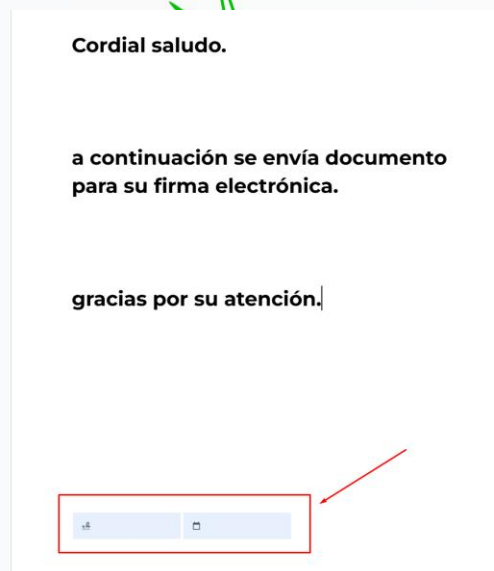 Cordial saludo.
a continuación se envía documento
para su firma electrónica.
gracias por su atención.